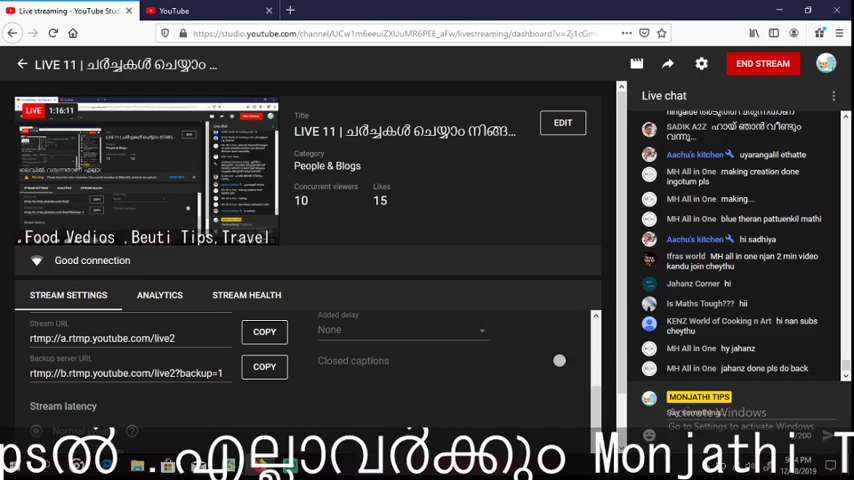 Live streaming - YouTube Studio
YouTube
https://studio.youtube.com/channel/UCw1m6eeuiZXUuMR6PEE_aFw/livestreaming/dashboard?v=Zj1cGm
LIVE 11 | ചർച്ചകൾ ചെയ്യാം ...
END STREAM
LIVE 1:16:11
.Food Vedios ,Beuti Tips,Travel
Title
LIVE 11 | ചർച്ചകൾ ചെയ്യാം നിങ്ങ...
EDIT
Category
People & Blogs
Concurrent viewers
10
Likes
15
Good connection
STREAM SETTINGS
ANALYTICS
STREAM HEALTH
Stream URL
rtmp://a.rtmp.youtube.com/live2
COPY
Backup server URL
rtmp://b.rtmp.youtube.com/live2?backup=1
COPY
Stream latency
Added delay
None
Closed captions
Live chat
SADIK A2Z ഹായ് ഞാൻ വീണ്ടും
വന്നു...
Aachu's kitchen uyarangalil ethatte
MH All in One making creation done
ingotum pls
MH All in One making...
MH All in One blue theran pattuenkil mathi
Aachu's kitchen hi sadhiya
Ifras world MH all in one njan 2 min video
kandu join cheythu
Jahanz Corner hi
Is Maths Tough??? hii
KENZ World of Cooking n Art hi nan subs
cheythu
MH All in One hy jahanz
MH All in One jahanz done pls do back
MONJATHI TIPS
Say something...
0/200
Activate Windows
Go to Settings to activate Windows.
psൽ . എല്ലാവർക്കും Monjathi T